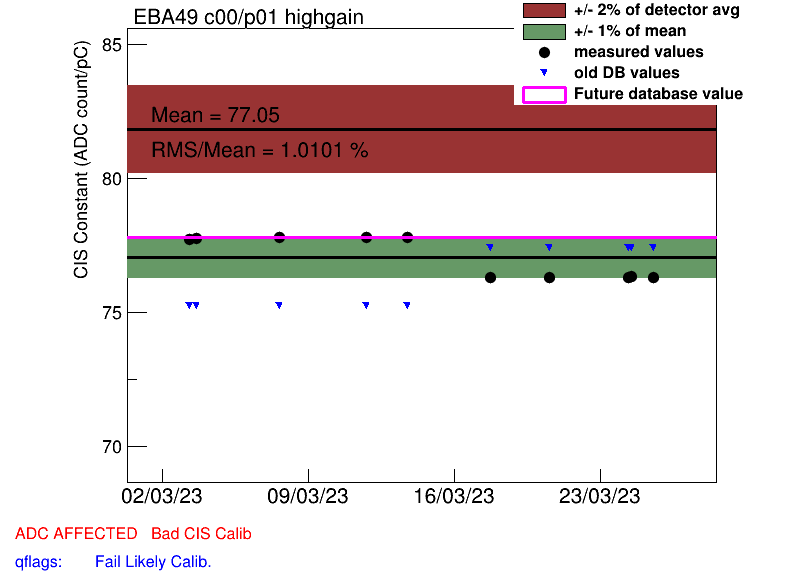 EBA49 c00/p01 highgain
+/- 2% of detector avg
+/- 1% of mean
measured values
old DB values
Future database value
CIS Constant (ADC count/pC)
85
80
75
70
Mean = 77.05
RMS/Mean = 1.0101 %
02/03/23 09/03/23 16/03/23 23/03/23
ADC AFFECTED Bad CIS Calib
qflags: Fail Likely Calib.